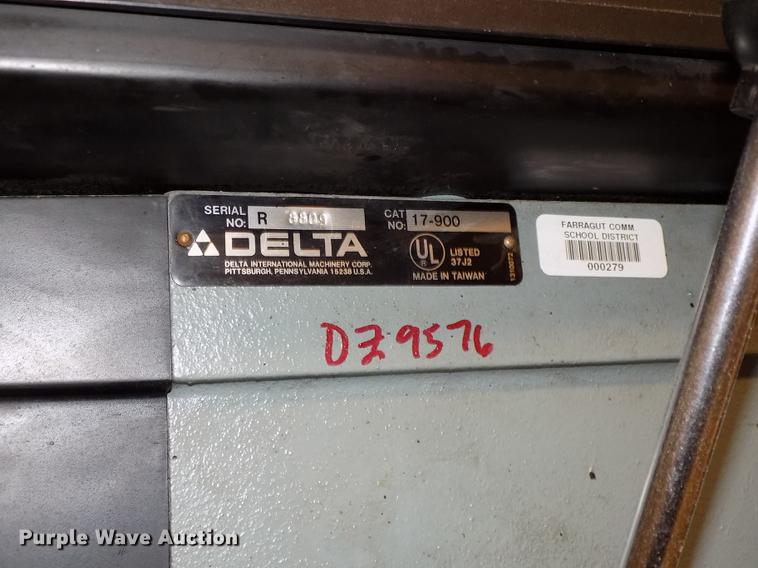 SERIAL NO: R
CAT NO: 17-900
DELTA
DELTA INTERNATIONAL MACHINERY CORP.
PITTSBURGH, PENNSYLVANIA 15238 U.S.A.
UL LISTED
37J2
MADE IN TAIWAN
1310072
FARRAGUT COMM.
SCHOOL DISTRICT
000279
DZ9576
Purple Wave Auction